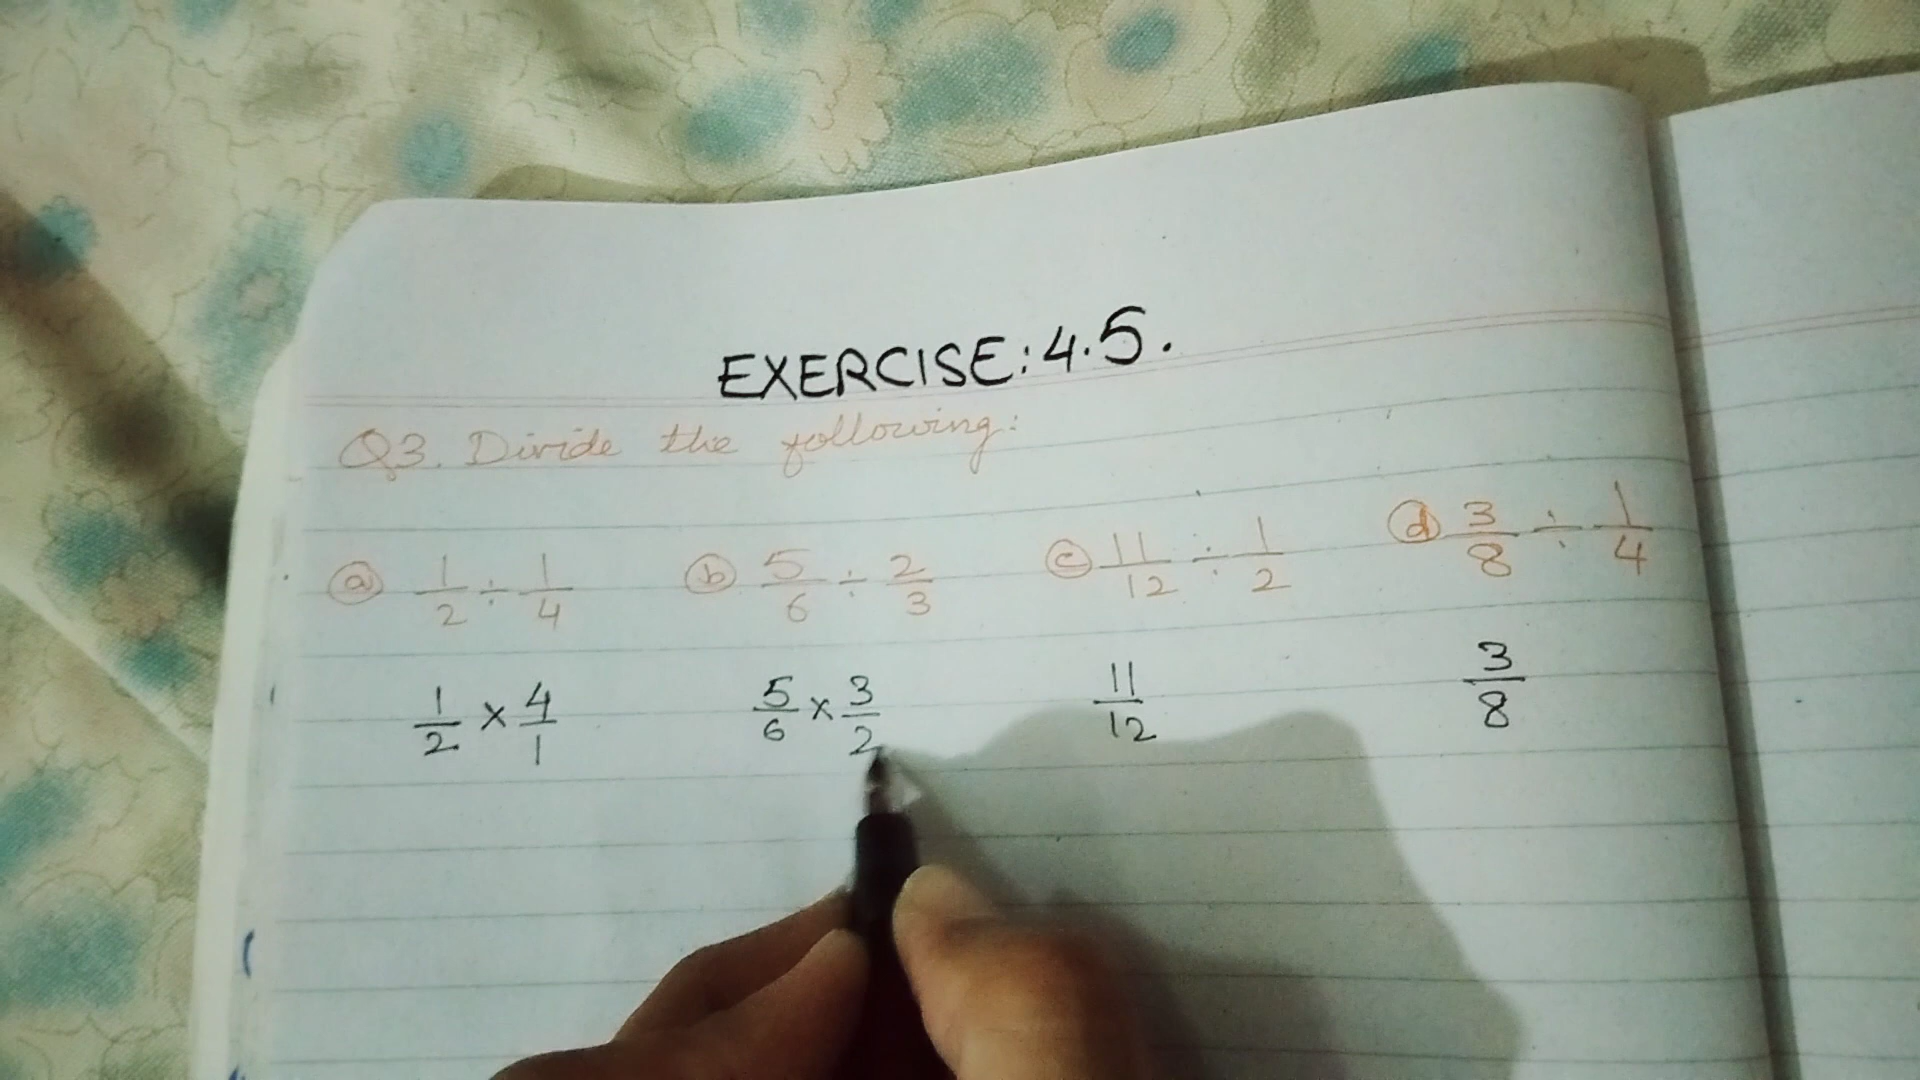 EXERCISE: 4.5.
Q3. Divide the following:
(a) 1/2 ÷ 1/4 (b) 5/6 ÷ 2/3 (c) 11/12 ÷ 1/2 (d) 3/8 ÷ 1/4
1/2 × 4/1 5/6 × 3/2 11/12 3/8